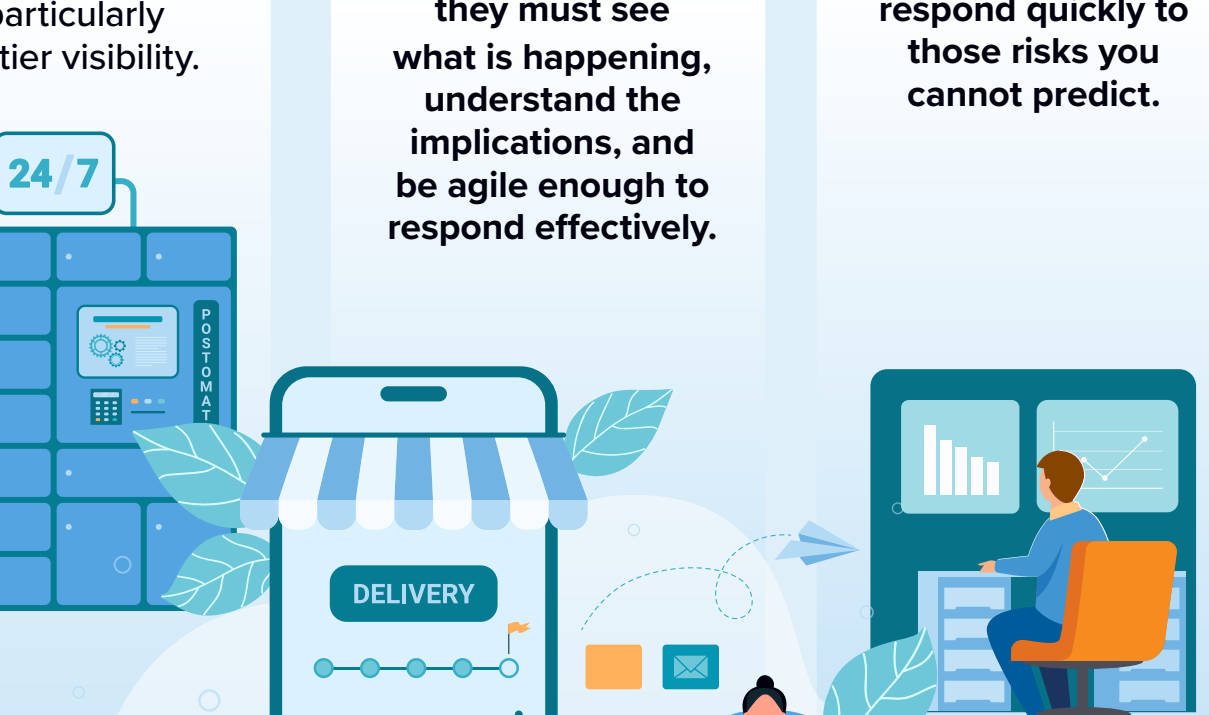 particularly
tier visibility.
they must see
what is happening,
understand the
implications, and
be agile enough to
respond effectively.
respond quickly to
those risks you
cannot predict.
24/7
POSTOMAT
DELIVERY